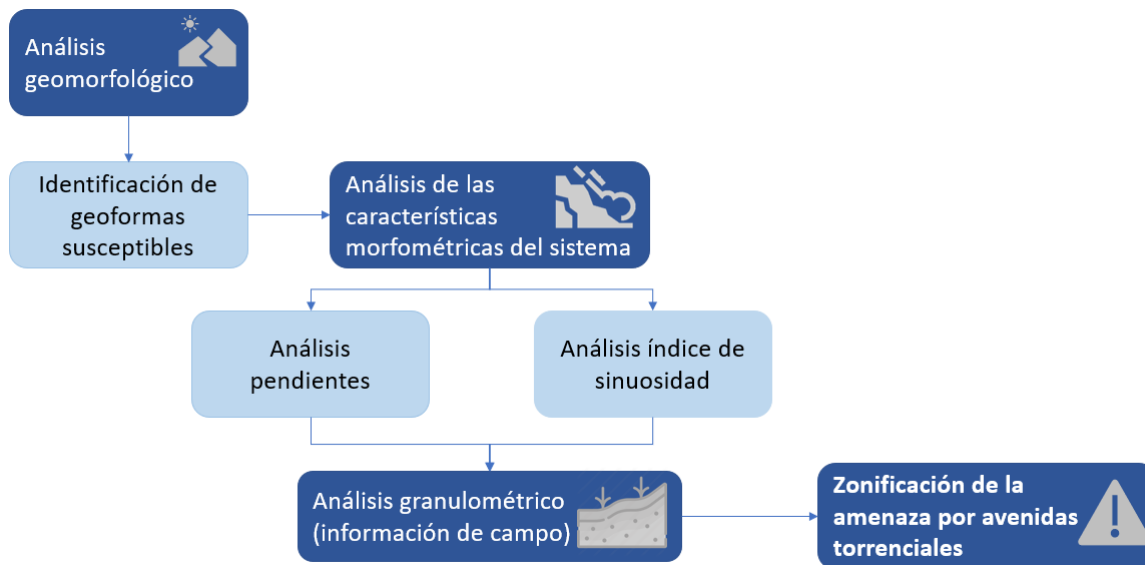 Análisis
geomorfológico
Identificación de
geoformas
susceptibles
Análisis de las
características
morfométricas del sistema
Análisis
pendientes
Análisis índice de
sinuosidad
Análisis granulométrico
(información de campo)
Zonificación de la
amenaza por avenidas
torrenciales